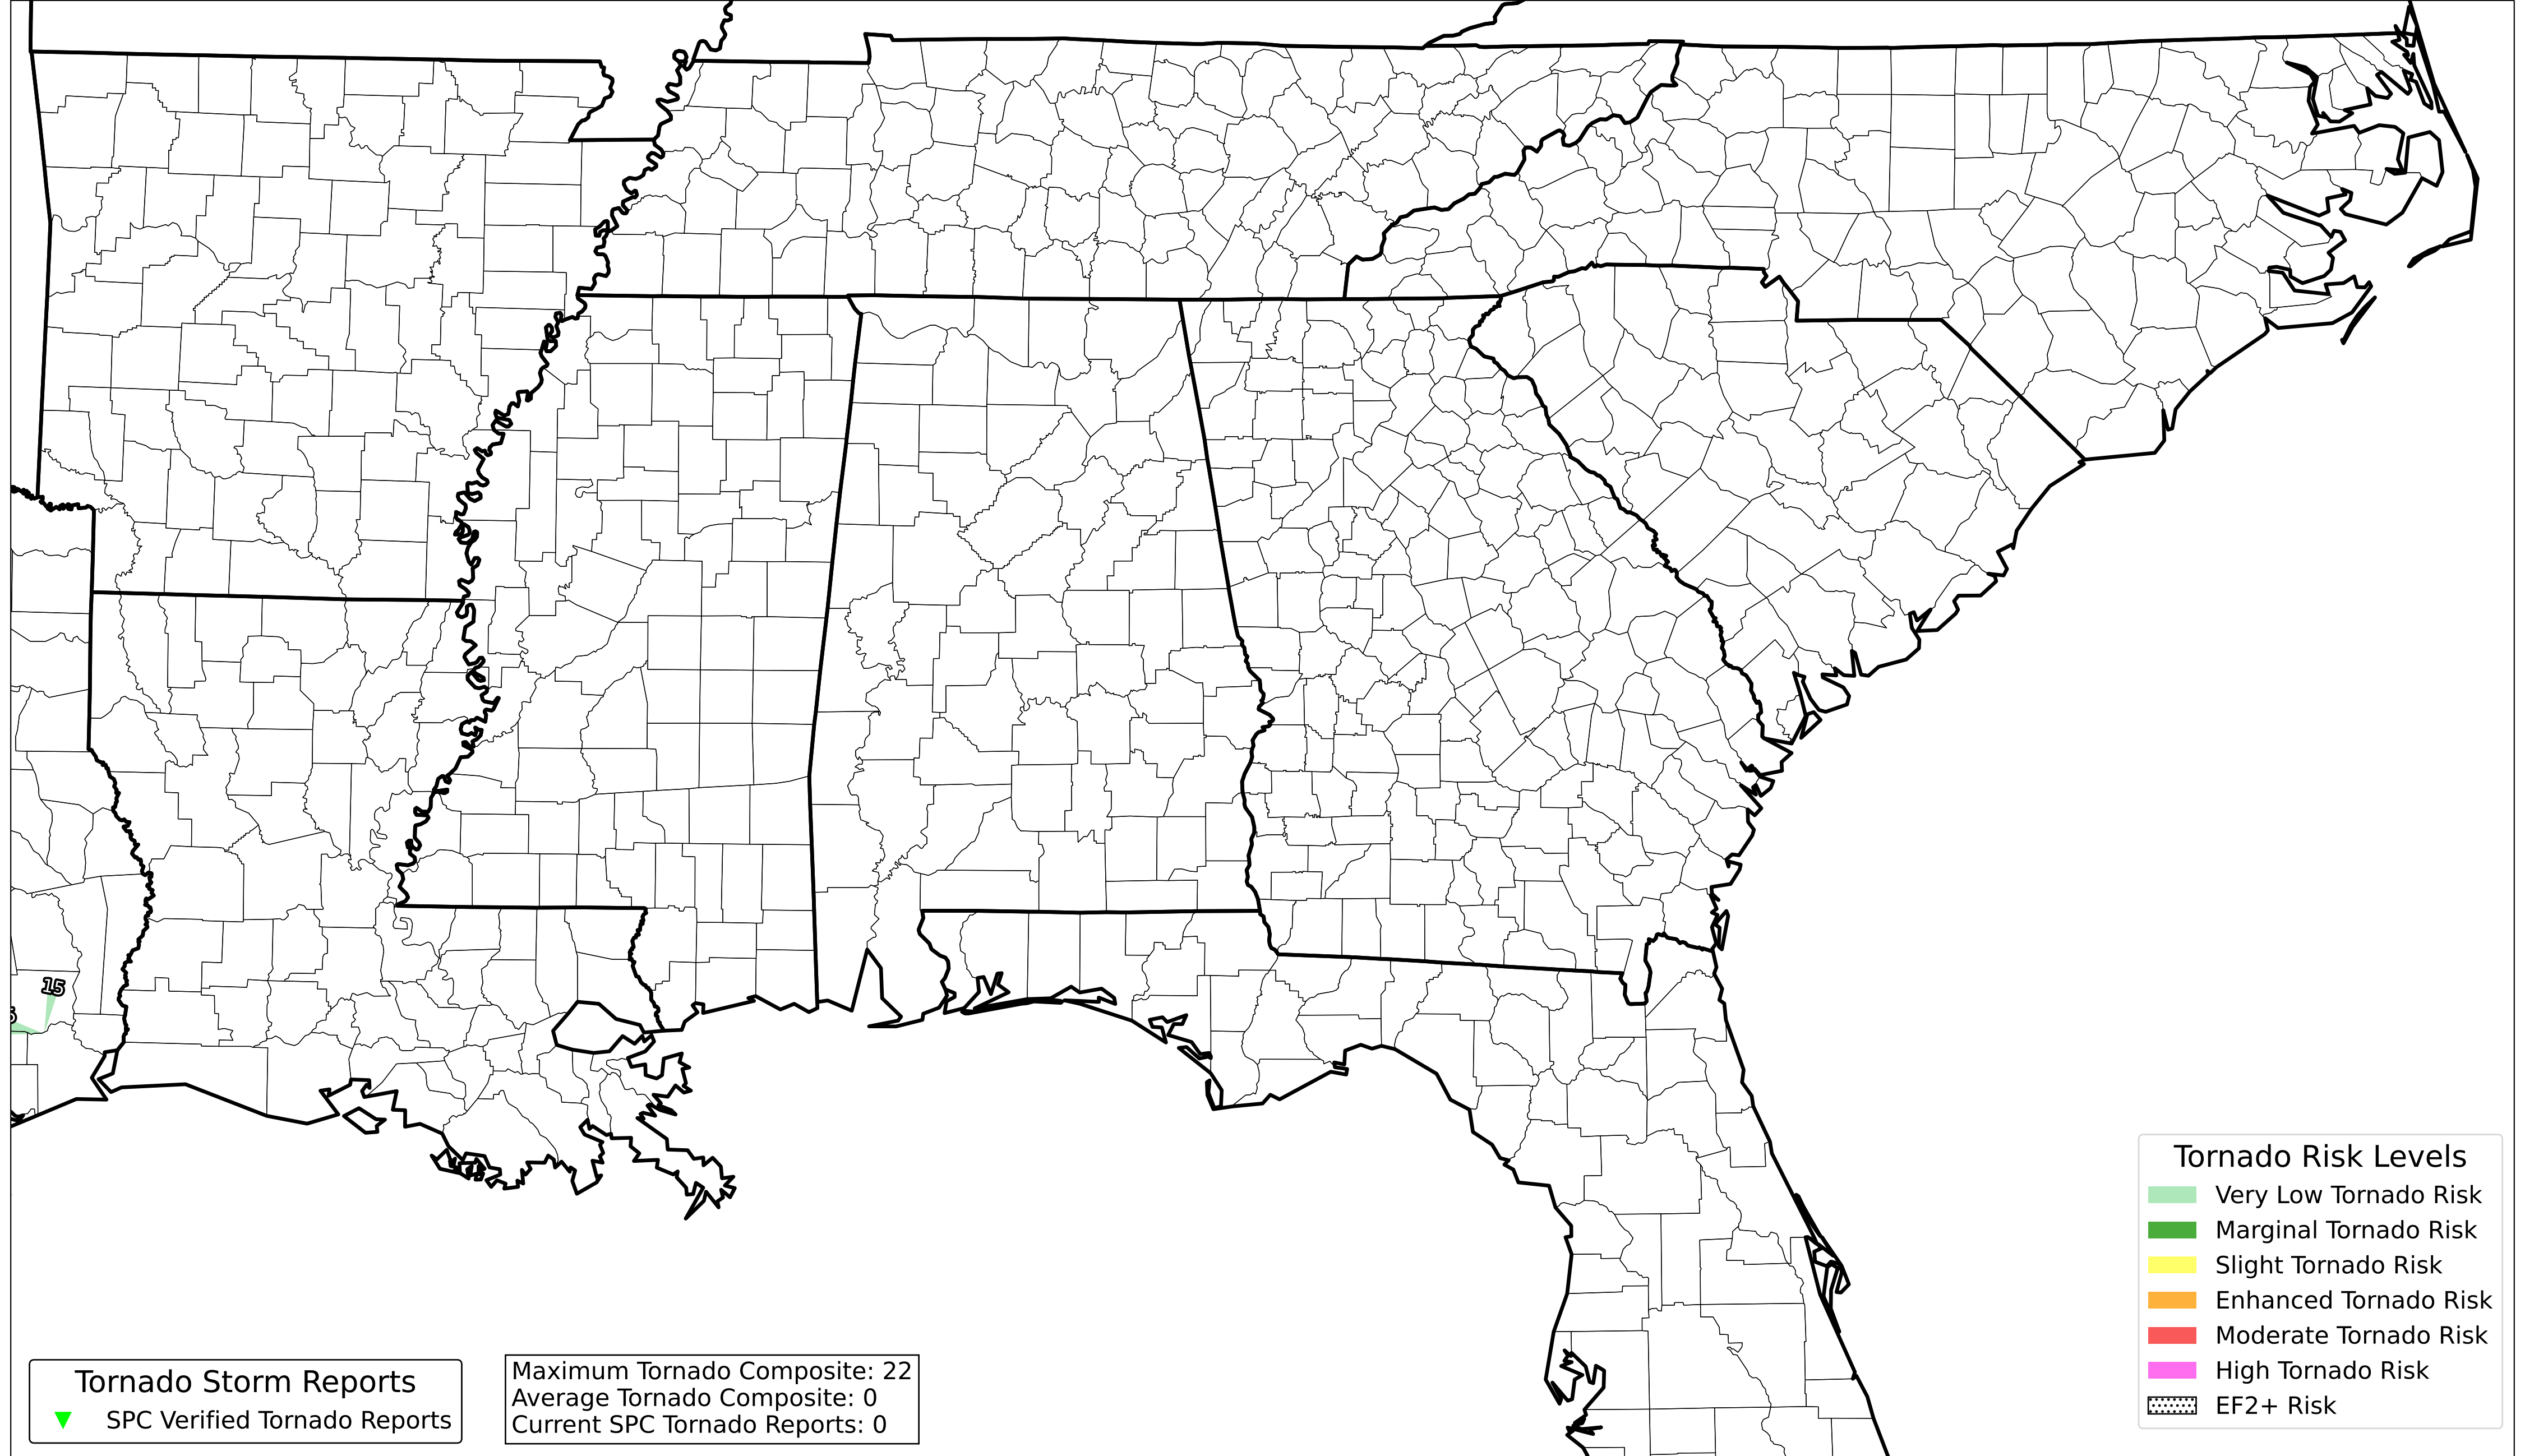 15
Tornado Risk Levels
Very Low Tornado Risk
Marginal Tornado Risk
Slight Tornado Risk
Enhanced Tornado Risk
Moderate Tornado Risk
High Tornado Risk
EF2+ Risk
Tornado Storm Reports
SPC Verified Tornado Reports
Maximum Tornado Composite: 22
Average Tornado Composite: 0
Current SPC Tornado Reports: 0